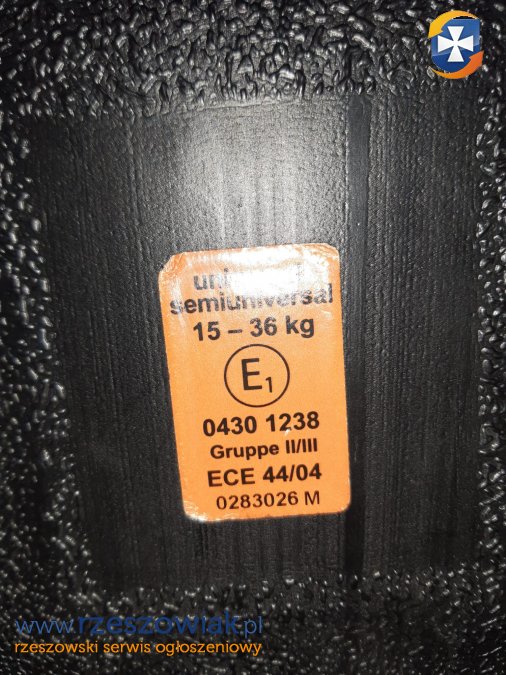 semiuniversal
15 – 36 kg
E1
0430 1238
Gruppe II/III
ECE 44/04
0283026 M
www.rzeszowiak.pl
rzeszowski serwis ogłoszeniowy